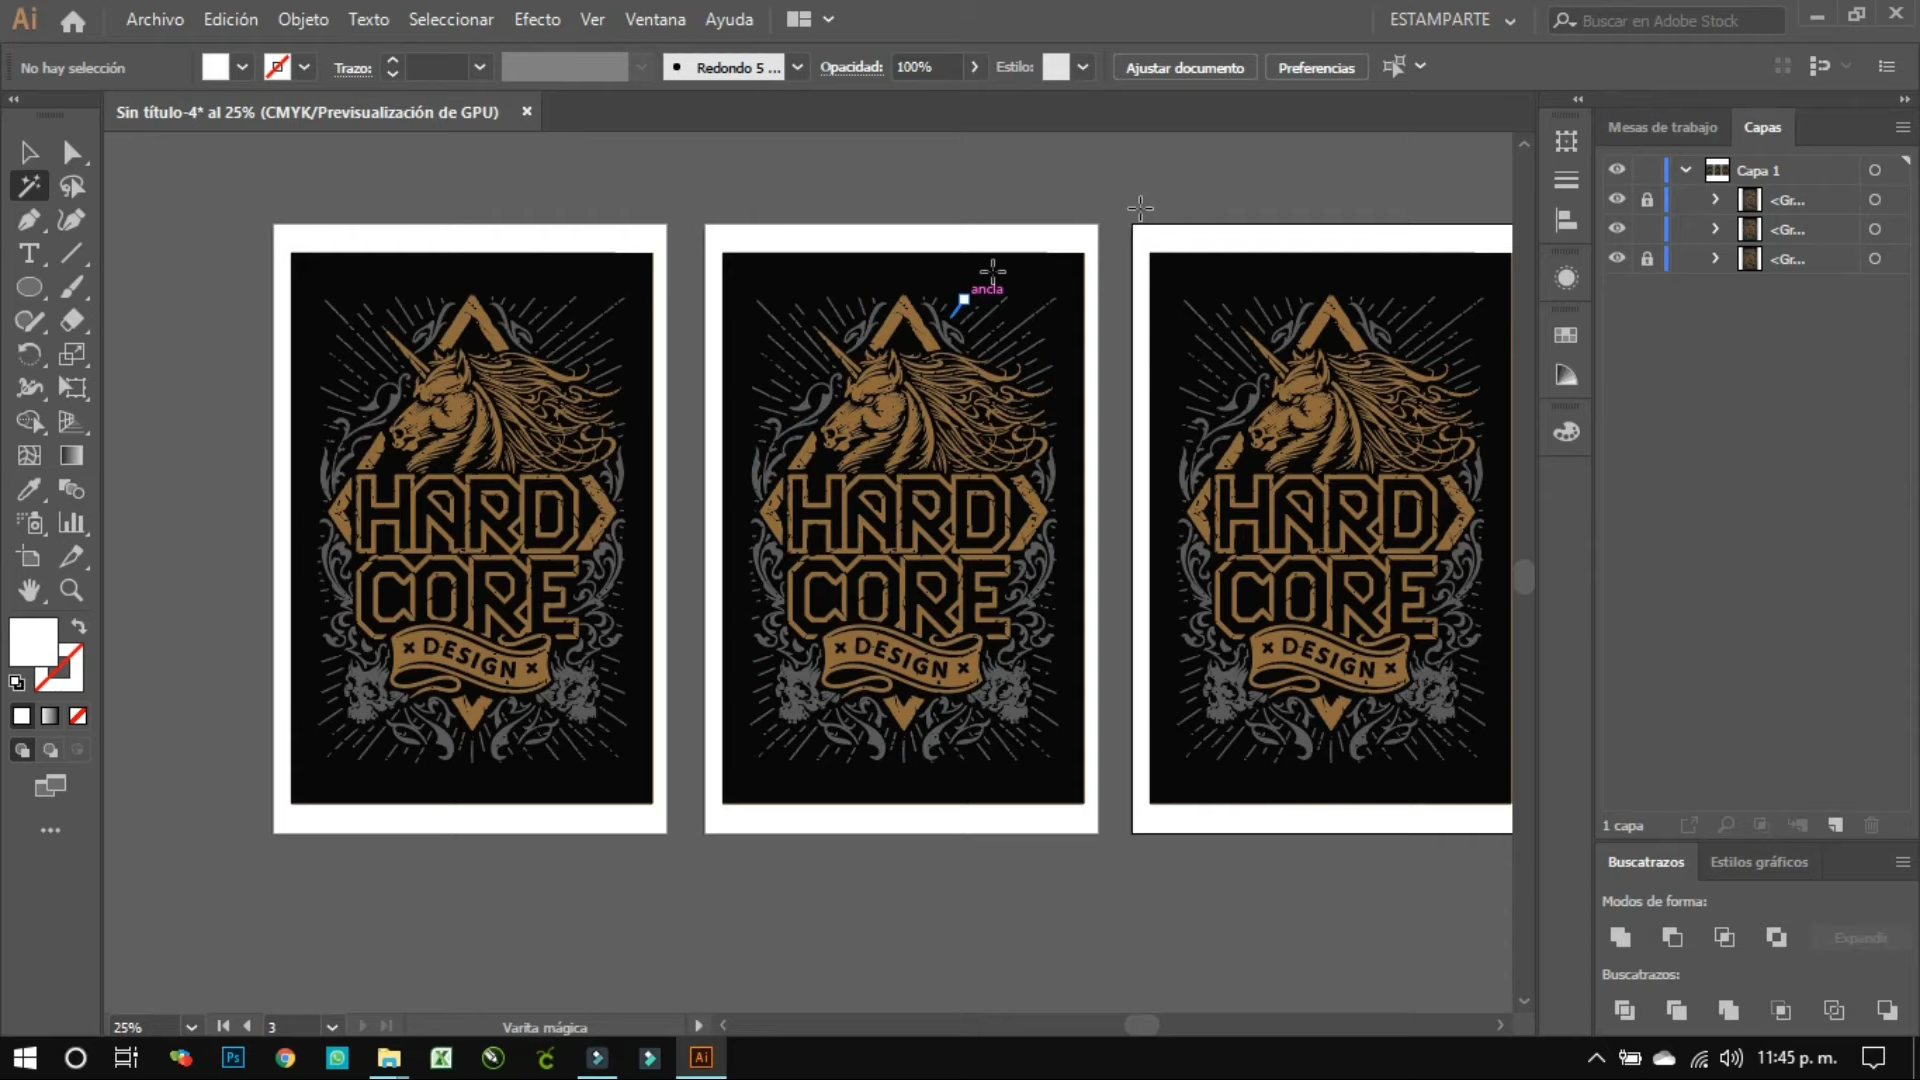 Ai Archivo Edición Objeto Texto Seleccionar Efecto Ver Ventana Ayuda ESTAMPARTE Buscar en Adobe Stock
No hay selección Trazo: Redondo 5 ... Opacidad: 100% Estilo: Ajustar documento Preferencias
Sin título-4* al 25% (CMYK/Previsualización de GPU)
Mesas de trabajo Capas
Capa 1
<Gr...
<Gr...
<Gr...
ancla
HARD
CORE
DESIGN
HARD
CORE
DESIGN
HARD
CORE
DESIGN
1 capa
Buscatrazos Estilos gráficos
Modos de forma:
Expandir
Buscatrazos:
25% 3 Varita mágica
Ps Ai 11:45 p. m.